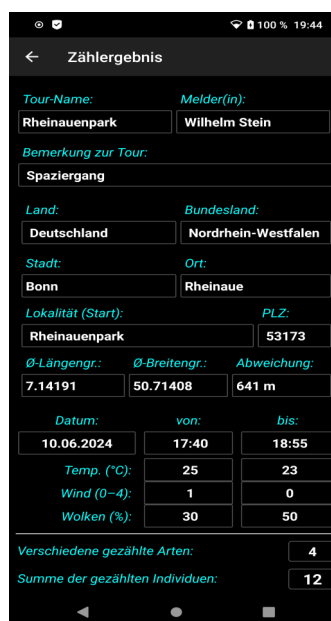 100 % 19:44
Zählergebnis
Tour-Name: Melder(in):
Rheinauenpark Wilhelm Stein
Bemerkung zur Tour:
Spaziergang
Land: Bundesland:
Deutschland Nordrhein-Westfalen
Stadt: Ort:
Bonn Rheinaue
Lokalität (Start): PLZ:
Rheinauenpark 53173
Ø-Längengr.: Ø-Breitengr.: Abweichung:
7.14191 50.71408 641 m
Datum: von: bis:
10.06.2024 17:40 18:55
Temp. (°C): 25 23
Wind (0–4): 1 0
Wolken (%): 30 50
Verschiedene gezählte Arten: 4
Summe der gezählten Individuen: 12